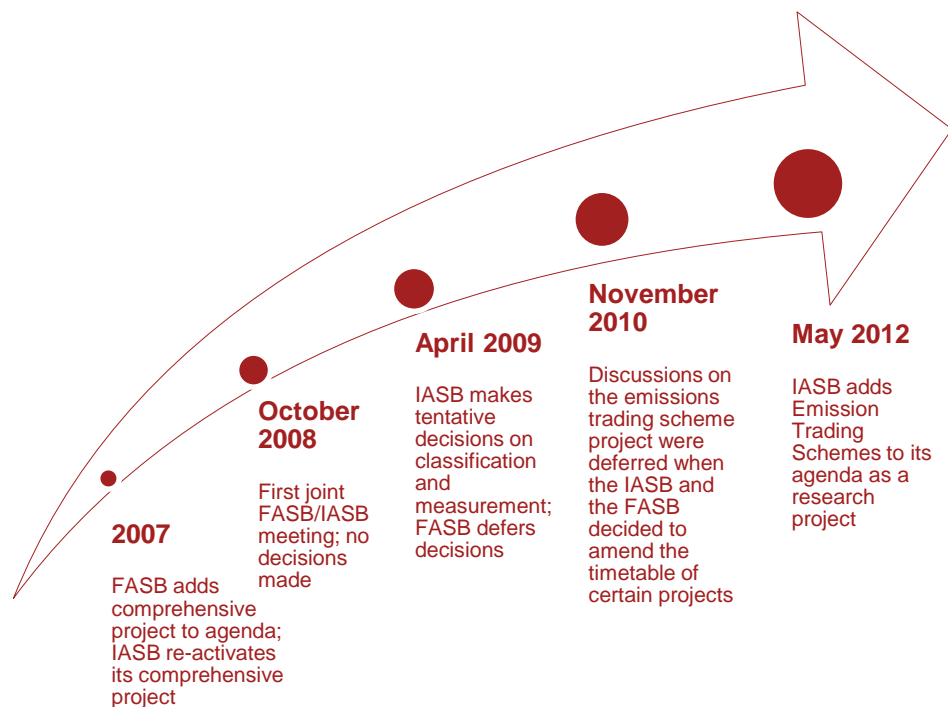 2007
FASB adds
comprehensive
project to agenda;
IASB re-activates
its comprehensive
project
October
2008
First joint
FASB/IASB
meeting; no
decisions
made
April 2009
IASB makes
tentative
decisions on
classification
and
measurement;
FASB defers
decisions
November
2010
Discussions on
the emissions
trading scheme
project were
deferred when
the IASB and
the FASB
decided to
amend the
timetable of
certain projects
May 2012
IASB adds
Emission
Trading
Schemes to its
agenda as a
research
project